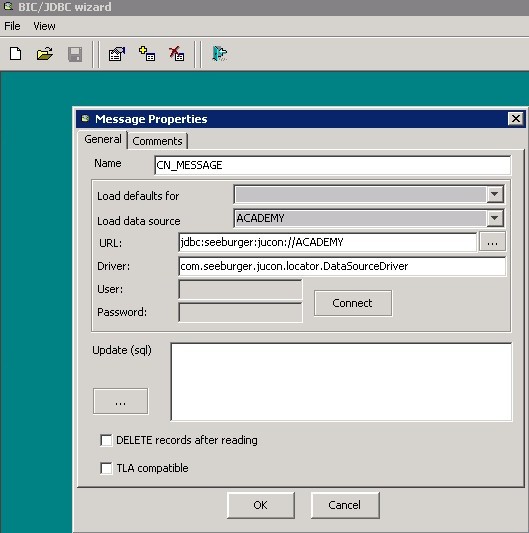 BIC/JDBC wizard
File View
Message Properties
General Comments
Name CN_MESSAGE
Load defaults for
Load data source ACADEMY
URL: jdbc:seeburger:jucon://ACADEMY ...
Driver: com.seeburger.jucon.locator.DataSourceDriver
User:
Password:
Connect
Update (sql)
...
DELETE records after reading
TLA compatible
OK Cancel